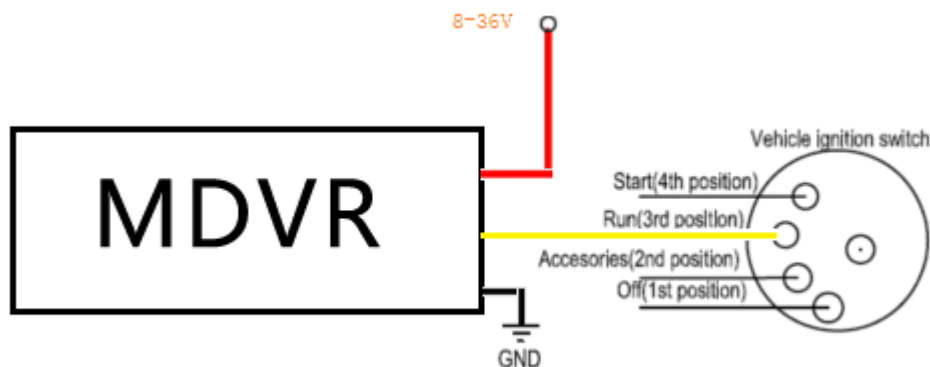 8-36V
Vehicle ignition switch
MDVR
Start(4th position)
Run(3rd position)
Accesories(2nd position)
Off(1st position)
GND